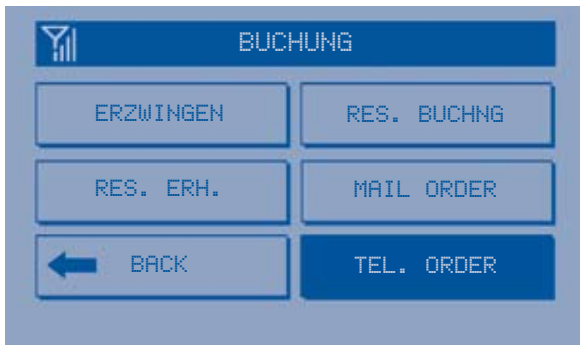 BUCHUNG
ERZWINGEN
RES. BUCHNG
RES. ERH.
MAIL ORDER
BACK
TEL. ORDER